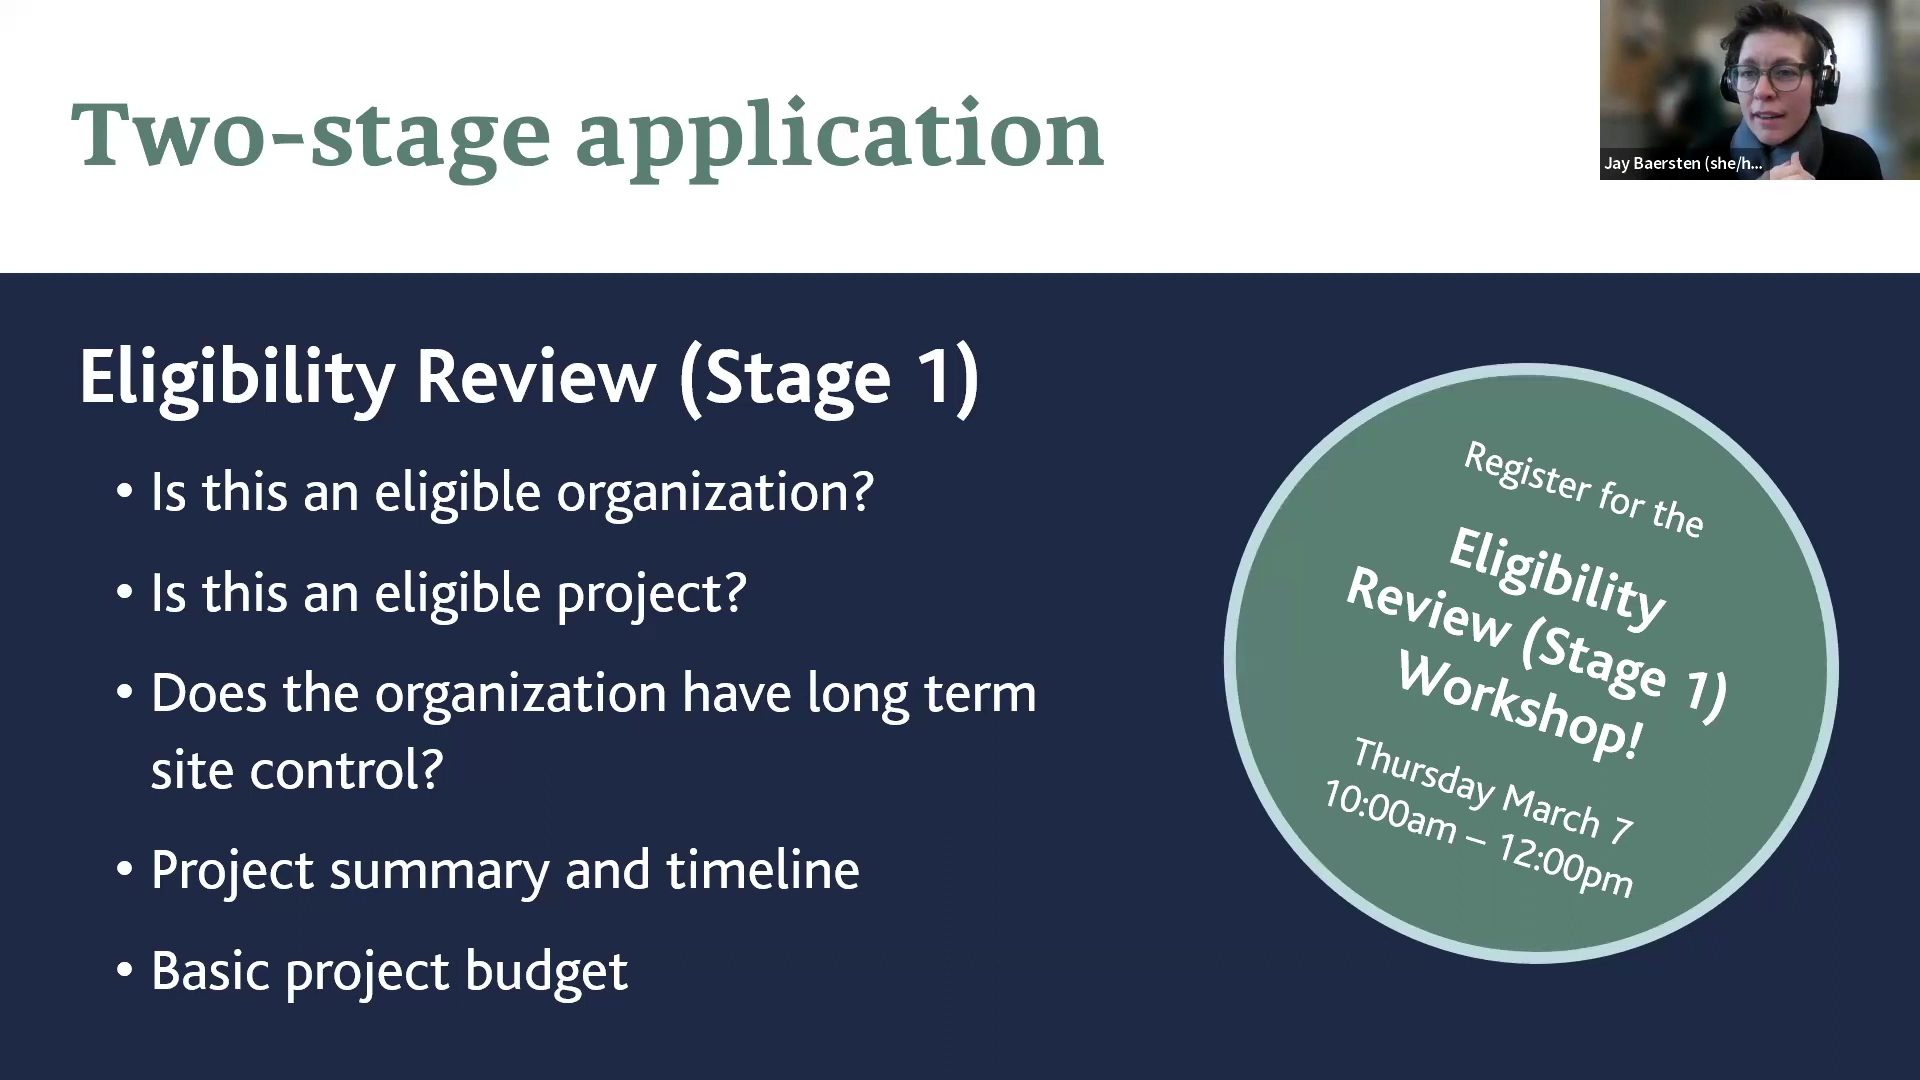 Two-stage application
Jay Baersten (she/h...
Eligibility Review (Stage 1)
• Is this an eligible organization?
• Is this an eligible project?
• Does the organization have long term
site control?
• Project summary and timeline
• Basic project budget
Register for the
Eligibility
Review (Stage 1)
Workshop!
Thursday March 7
10:00am – 12:00pm